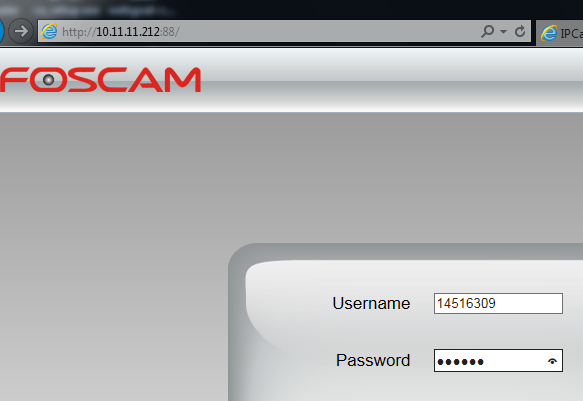 http://10.11.11.212:88/
IPCa
FOSCAM
Username 14516309
Password ●●●●●●